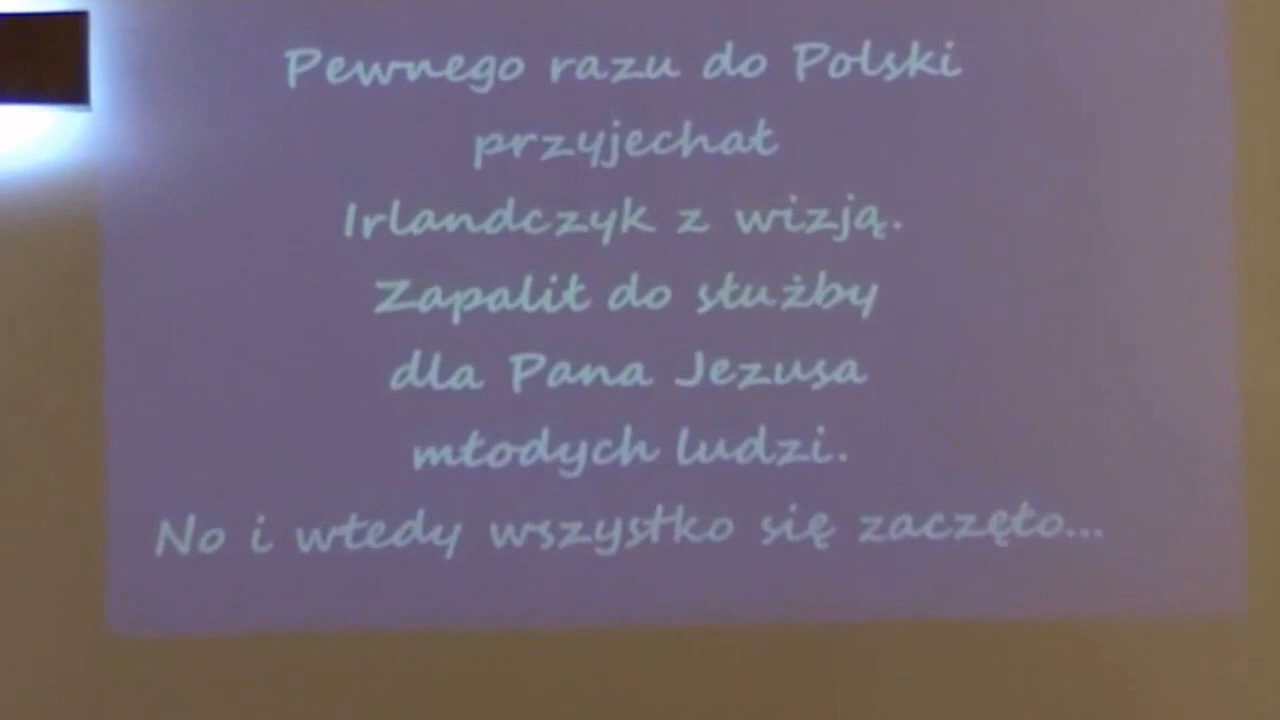 Pewnego razu do Polski
przyjechał
Irlandczyk z wizją.
Zapalił do służby
dla Pana Jezusa
młodych ludzi.
No i wtedy wszystko się zaczęło...